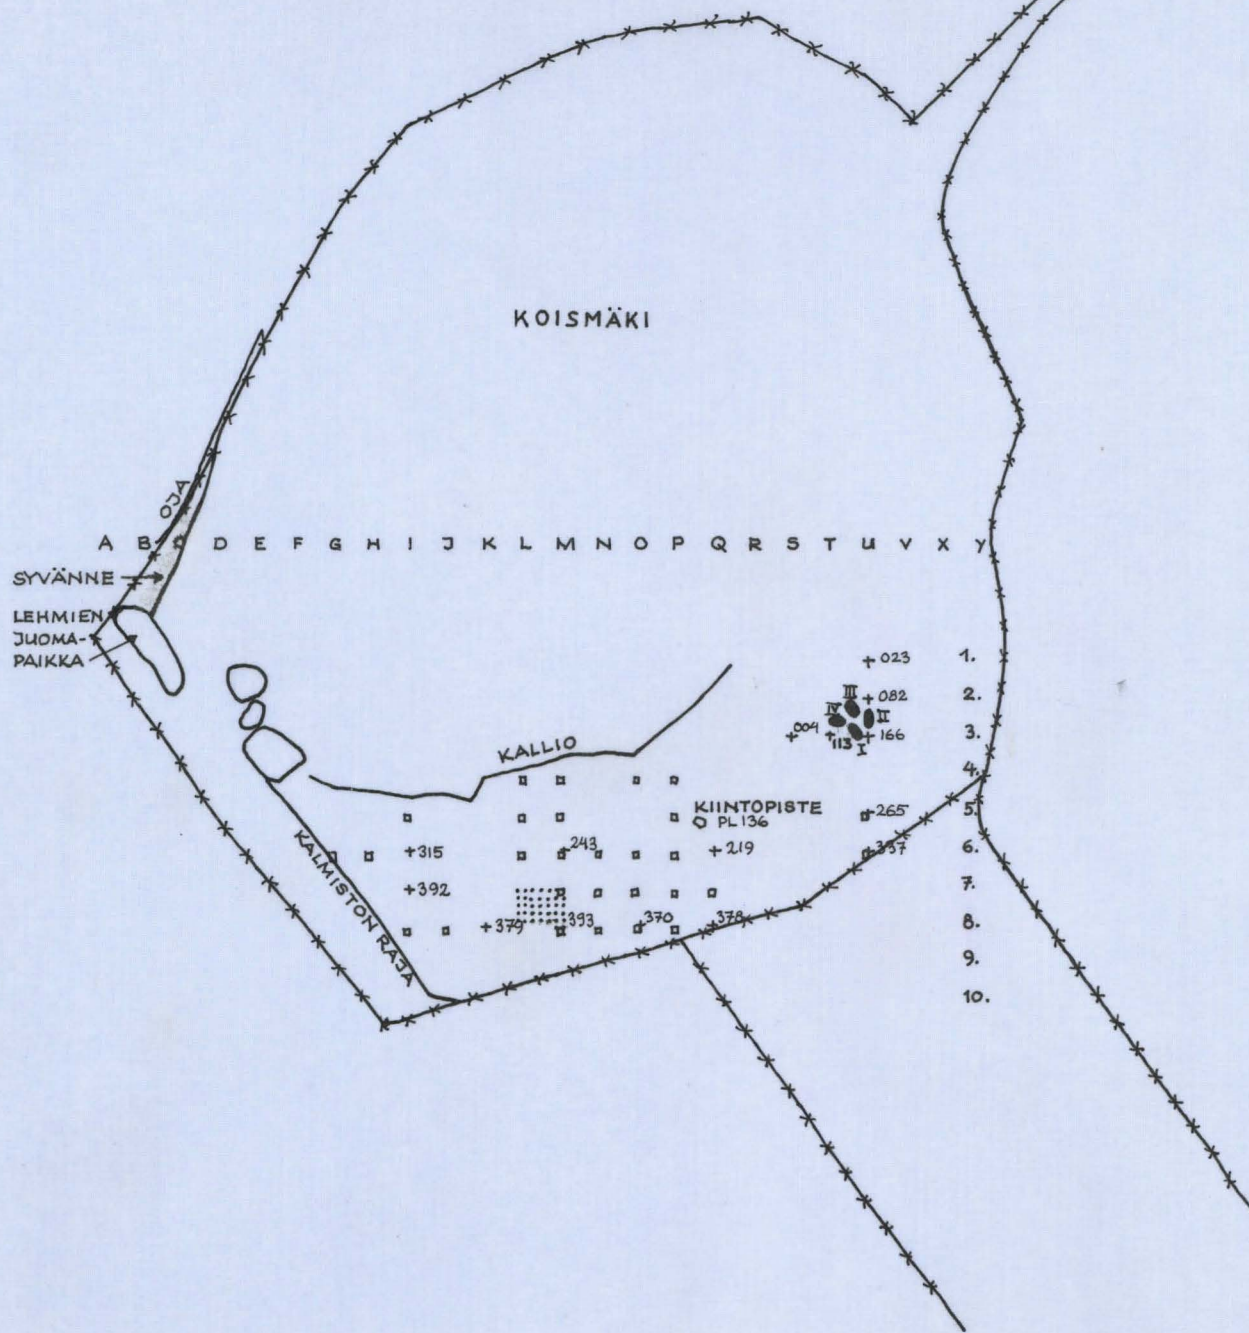 KOISMÄKI
OJA
A B C D E F G H I J K L M N O P Q R S T U V X Y
SYVÄNNE
LEHMIEN
JUOMA-
PAIKKA
023
1.
III
082
2.
IV
II
004
166
3.
113
I
KALLIO
4.
KIINTOPISTE
PL 136
265
5.
315
243
219
337
6.
392
7.
379
393
370
378
8.
KALMISTON RAJA
9.
10.